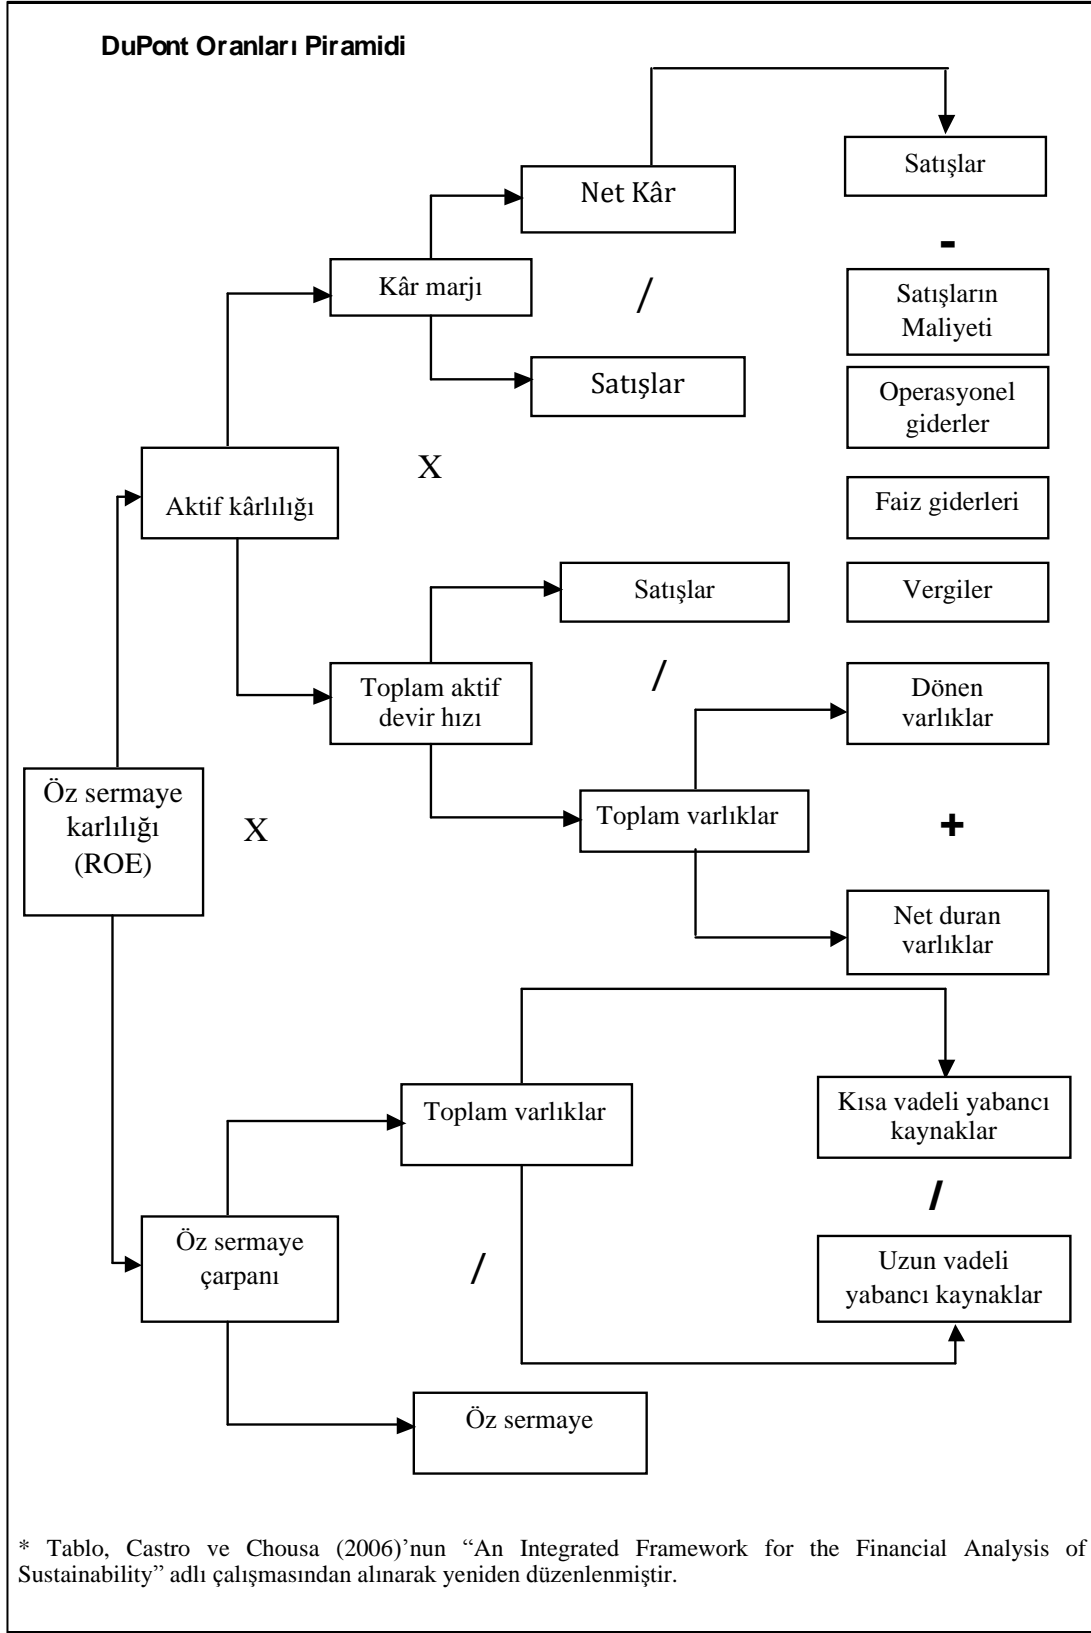 DuPont Oranları Piramidi
Satışlar
Net Kâr
-
Kâr marjı
/
Satışların
Maliyeti
Satışlar
Operasyonel
giderler
X
Aktif kârlılığı
Faiz giderleri
Satışlar
Vergiler
/
Toplam aktif
devir hızı
Dönen
varlıklar
Öz sermaye
karlılığı
(ROE)
X
Toplam varlıklar
+
Net duran
varlıklar
Toplam varlıklar
Kısa vadeli yabancı
kaynaklar
/
Öz sermaye
çarpanı
/
Uzun vadeli
yabancı kaynaklar
Öz sermaye
* Tablo, Castro ve Chousa (2006)’nun “An Integrated Framework for the Financial Analysis of
Sustainability” adlı çalışmasından alınarak yeniden düzenlenmiştir.